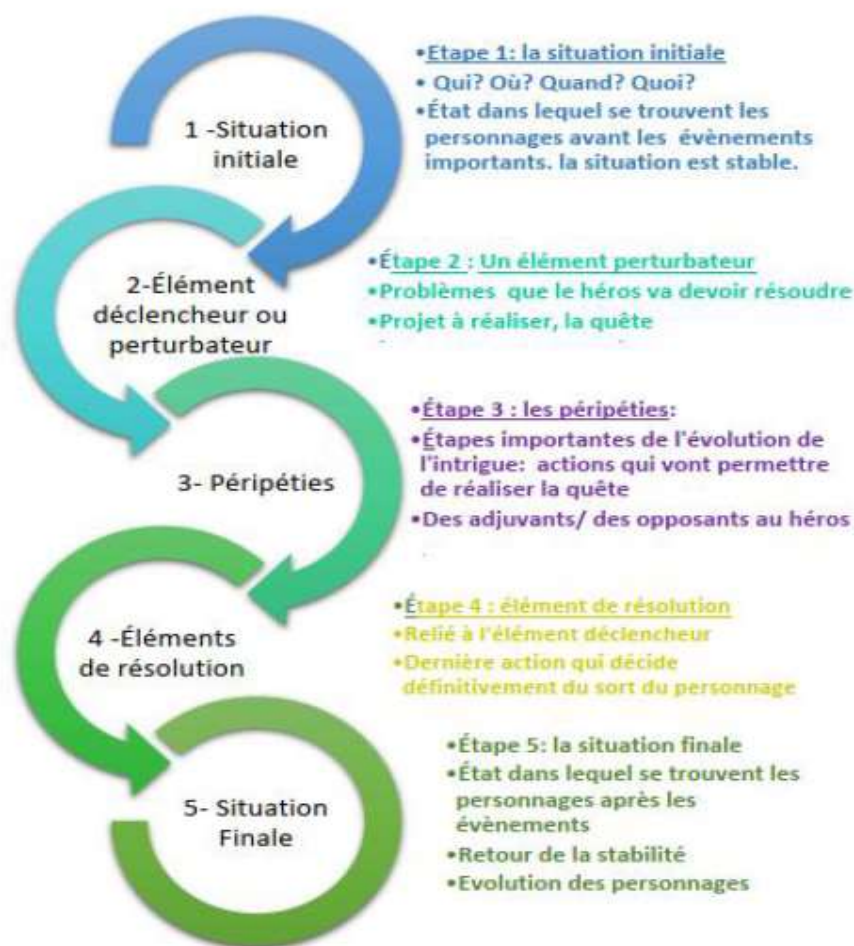 1 -Situation
initiale
•Etape 1: la situation initiale
• Qui? Où? Quand? Quoi?
•État dans lequel se trouvent les
personnages avant les évènements
importants. la situation est stable.
2-Élément
déclencheur ou
perturbateur
•Étape 2 : Un élément perturbateur
•Problèmes que le héros va devoir résoudre
•Projet à réaliser, la quête
3- Péripéties
•Étape 3 : les péripéties:
•Étapes importantes de l'évolution de
l'intrigue: actions qui vont permettre
de réaliser la quête
•Des adjuvants/ des opposants au héros
4 -Éléments
de résolution
•Étape 4 : élément de résolution
•Relié à l'élément déclencheur
•Dernière action qui décide
définitivement du sort du personnage
5- Situation
Finale
•Étape 5: la situation finale
•État dans lequel se trouvent les
personnages après les
évènements
•Retour de la stabilité
•Evolution des personnages